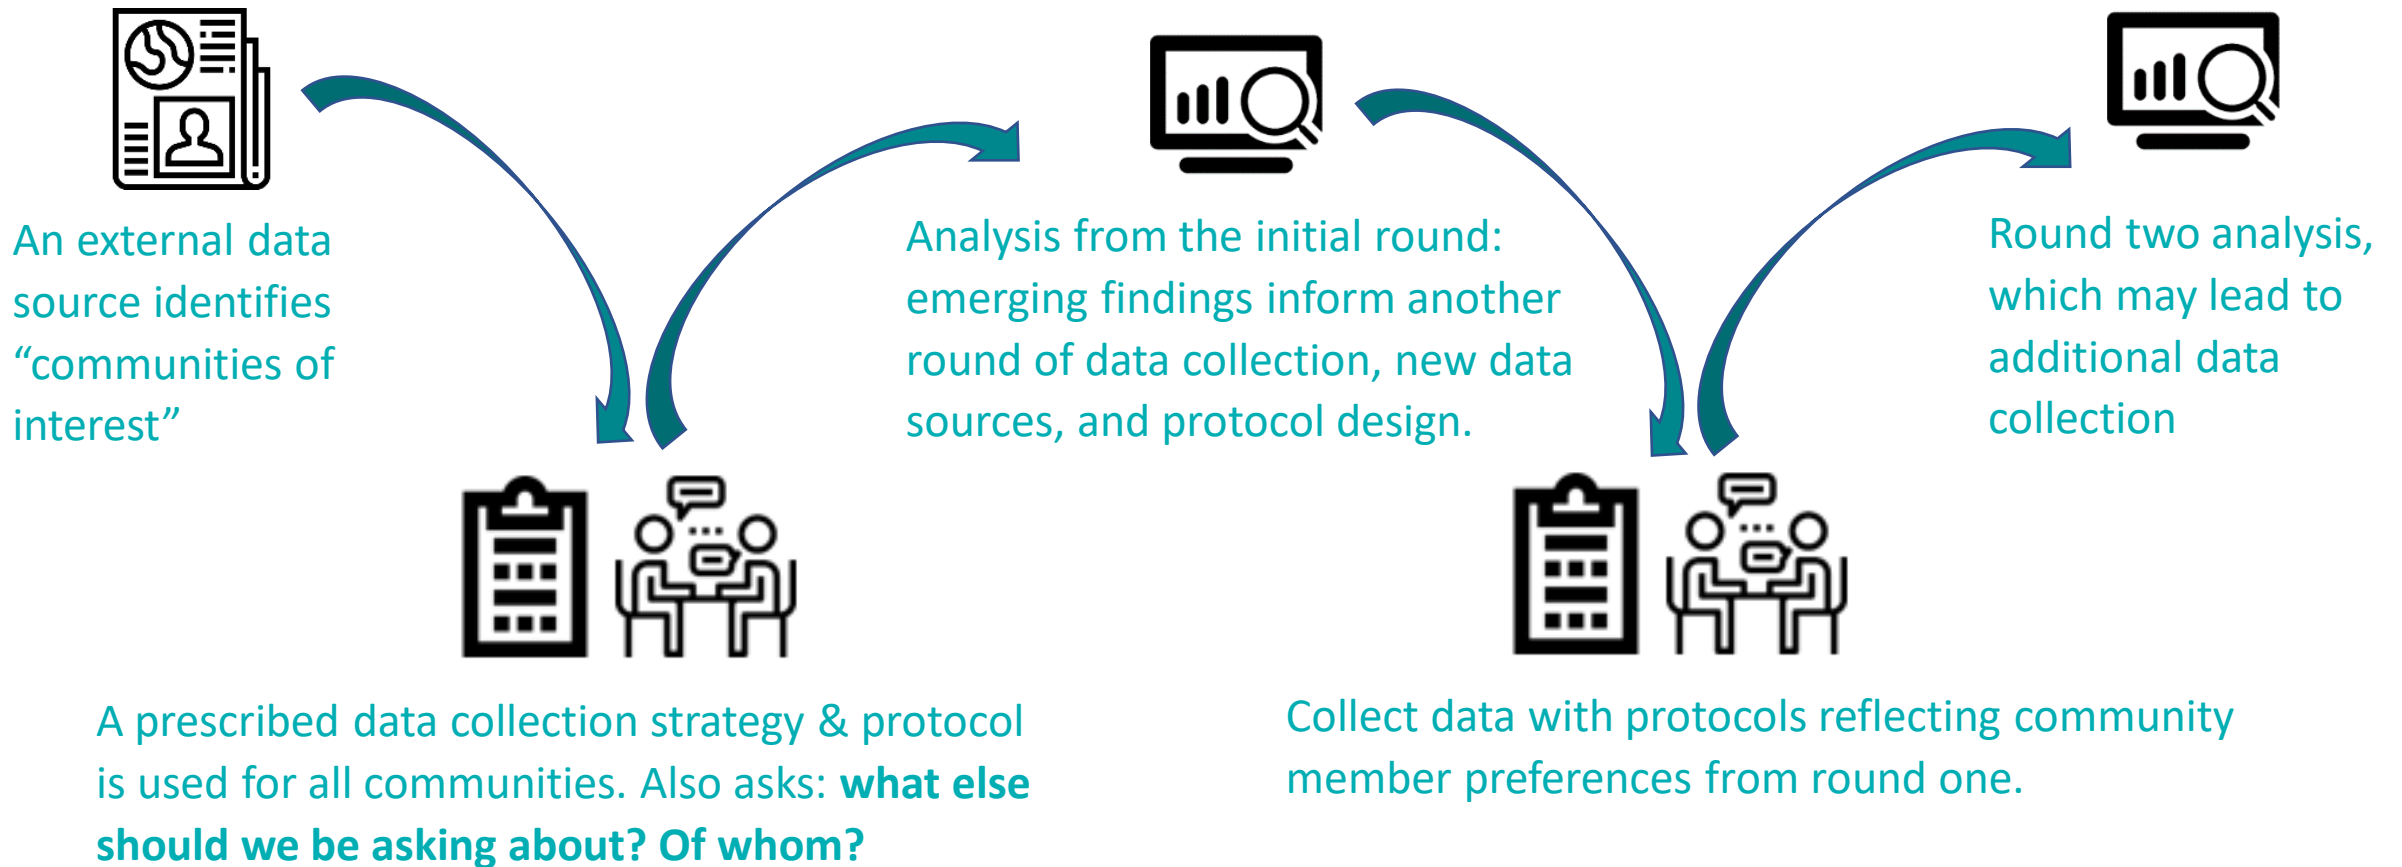 An external data
source identifies
“communities of
interest”
A prescribed data collection strategy & protocol
is used for all communities. Also asks: what else
should we be asking about? Of whom?
Analysis from the initial round:
emerging findings inform another
round of data collection, new data
sources, and protocol design.
Collect data with protocols reflecting community
member preferences from round one.
Round two analysis,
which may lead to
additional data
collection